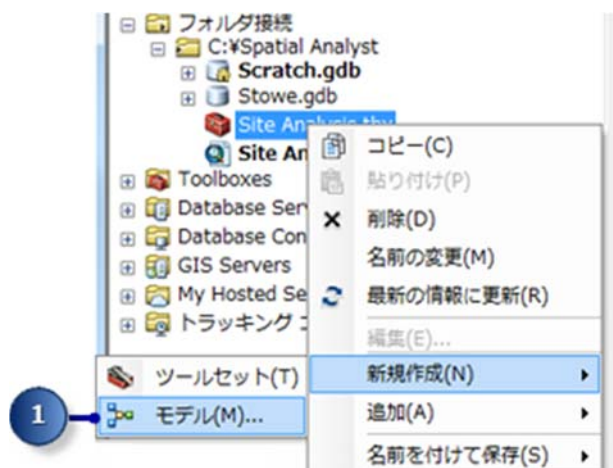 フォルダ接続
C:¥Spatial Analyst
Scratch.gdb
Stowe.gdb
Site Analysis.tbx
Site An
Toolboxes
Database Ser
Database Con
GIS Servers
My Hosted Se
トラッキング
コピー(C)
貼り付け(P)
削除(D)
名前の変更(M)
最新の情報に更新(R)
編集(E)...
新規作成(N)
追加(A)
名前を付けて保存(S)
ツールセット(T)
モデル(M)...
1